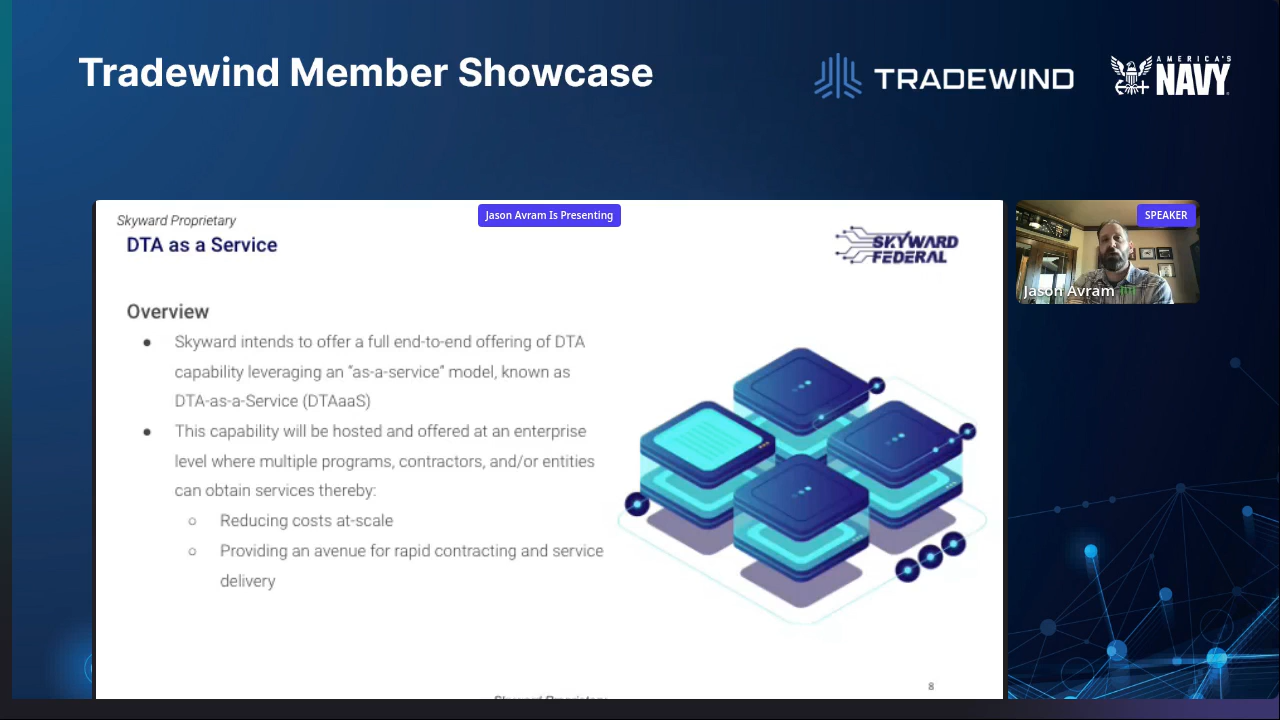 Tradewind Member Showcase
TRADEWIND
AMERICA'S
NAVY
Skyward Proprietary
Jason Avram Is Presenting
SPEAKER
DTA as a Service
SKYWARD
FEDERAL
Jason Avram
Overview
● Skyward intends to offer a full end-to-end offering of DTA
capability leveraging an "as-a-service" model, known as
DTA-as-a-Service (DTAaaS)
● This capability will be hosted and offered at an enterprise
level where multiple programs, contractors, and/or entities
can obtain services thereby:
○ Reducing costs at-scale
○ Providing an avenue for rapid contracting and service
delivery
8
Skyward Proprietary